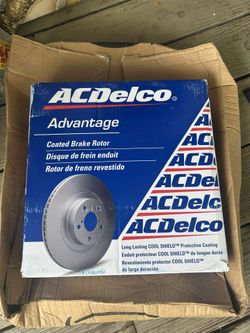 ACDelco®
Advantage
Coated Brake Rotor
Disque de frein enduit
Rotor de freno revestido
ACDelco
ACDelco
ACDelco
ACDelco
ACDelco
Long Lasting COOL SHIELD™ Protective Coating
Enduit protecteur COOL SHIELD™ de longue durée
Revestimiento protector COOL SHIELD™
de larga duración